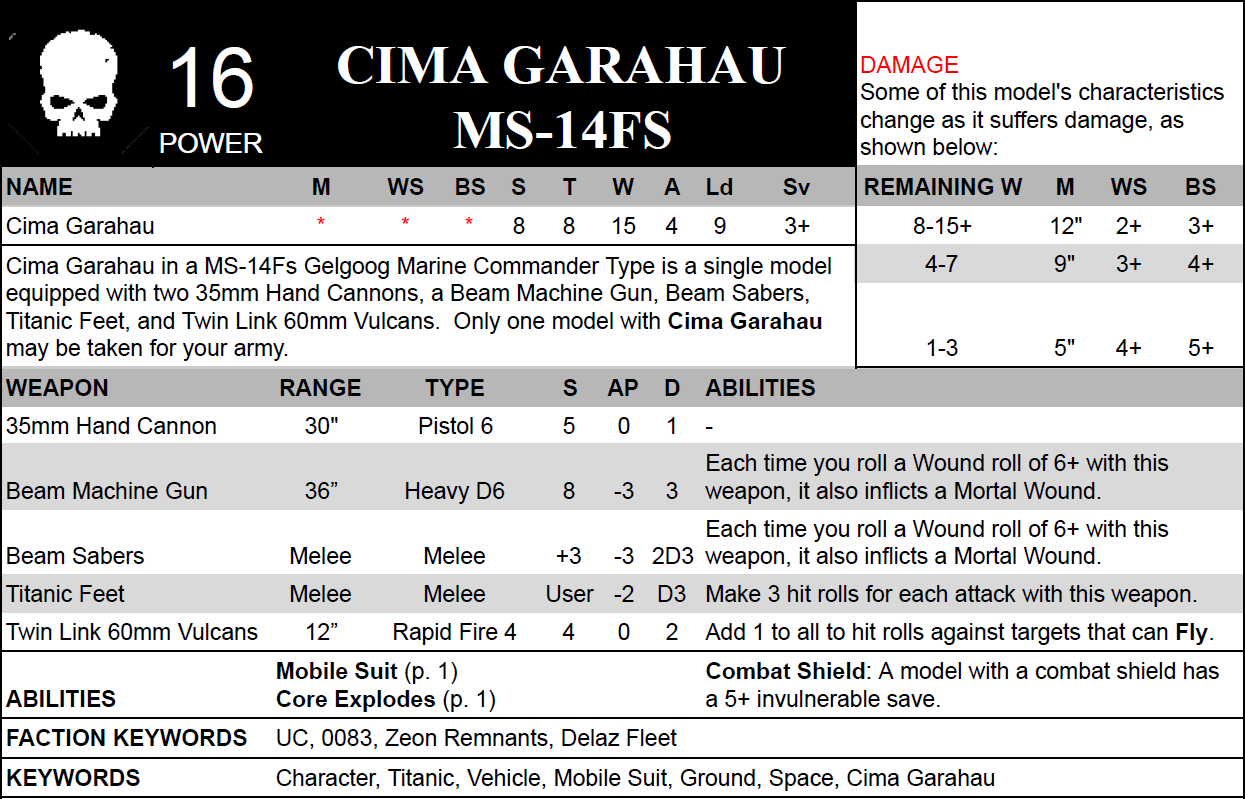 16
POWER
CIMA GARAHAU
MS-14FS
DAMAGE
Some of this model's characteristics
change as it suffers damage, as
shown below:
NAME M WS BS S T W A Ld Sv
Cima Garahau * * * 8 8 15 4 9 3+
REMAINING W M WS BS
8-15+ 12" 2+ 3+
4-7 9" 3+ 4+
1-3 5" 4+ 5+
Cima Garahau in a MS-14Fs Gelgoog Marine Commander Type is a single model
equipped with two 35mm Hand Cannons, a Beam Machine Gun, Beam Sabers,
Titanic Feet, and Twin Link 60mm Vulcans. Only one model with Cima Garahau
may be taken for your army.
WEAPON RANGE TYPE S AP D ABILITIES
35mm Hand Cannon 30" Pistol 6 5 0 1 -
Each time you roll a Wound roll of 6+ with this
Beam Machine Gun 36” Heavy D6 8 -3 3 weapon, it also inflicts a Mortal Wound.
Each time you roll a Wound roll of 6+ with this
Beam Sabers Melee Melee +3 -3 2D3 weapon, it also inflicts a Mortal Wound.
Titanic Feet Melee Melee User -2 D3 Make 3 hit rolls for each attack with this weapon.
Twin Link 60mm Vulcans 12” Rapid Fire 4 4 0 2 Add 1 to all to hit rolls against targets that can Fly.
Mobile Suit (p. 1) Combat Shield: A model with a combat shield has
ABILITIES Core Explodes (p. 1) a 5+ invulnerable save.
FACTION KEYWORDS UC, 0083, Zeon Remnants, Delaz Fleet
KEYWORDS Character, Titanic, Vehicle, Mobile Suit, Ground, Space, Cima Garahau